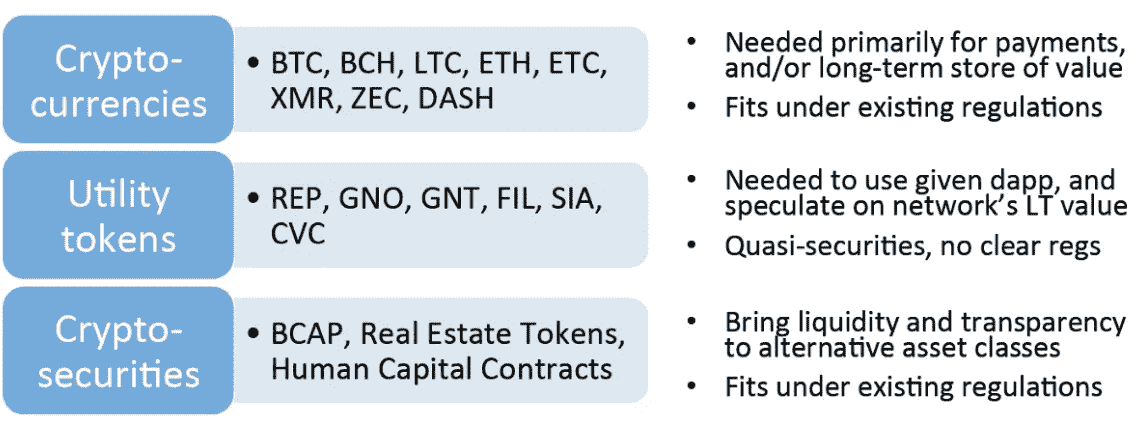 Crypto-
currencies
• BTC, BCH, LTC, ETH, ETC,
XMR, ZEC, DASH
• Needed primarily for payments,
and/or long-term store of value
• Fits under existing regulations
Utility
tokens
• REP, GNO, GNT, FIL, SIA,
CVC
• Needed to use given dapp, and
speculate on network's LT value
• Quasi-securities, no clear regs
Crypto-
securities
• BCAP, Real Estate Tokens,
Human Capital Contracts
• Bring liquidity and transparency
to alternative asset classes
• Fits under existing regulations